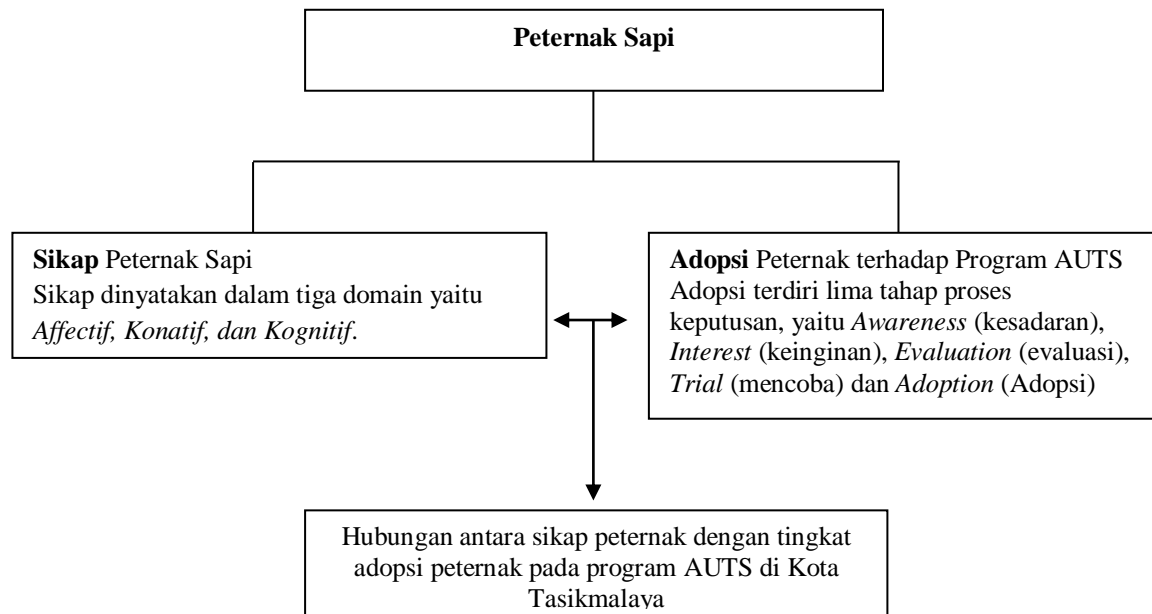 Peternak Sapi
Sikap Peternak Sapi
Sikap dinyatakan dalam tiga domain yaitu
Affectif, Konatif, dan Kognitif.
Adopsi Peternak terhadap Program AUTS
Adopsi terdiri lima tahap proses
keputusan, yaitu Awareness (kesadaran),
Interest (keinginan), Evaluation (evaluasi),
Trial (mencoba) dan Adoption (Adopsi)
Hubungan antara sikap peternak dengan tingkat
adopsi peternak pada program AUTS di Kota
Tasikmalaya